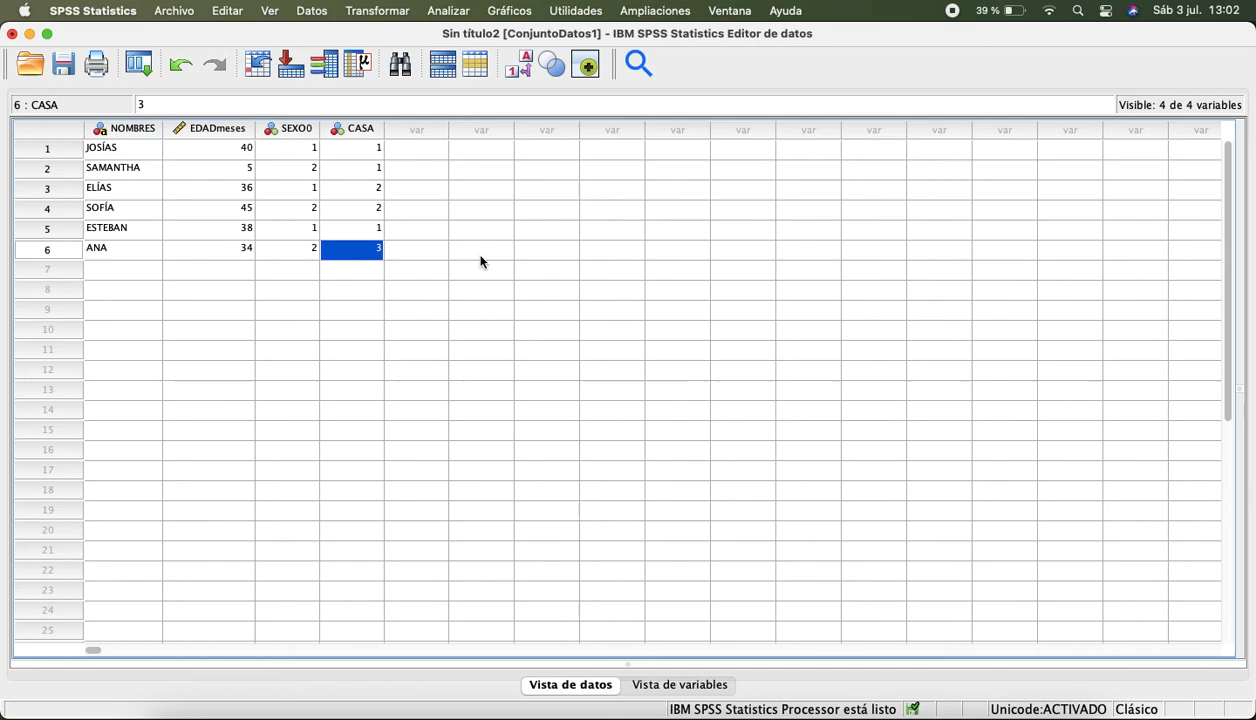 SPSS Statistics Archivo Editar Ver Datos Transformar Analizar Gráficos Utilidades Ampliaciones Ventana Ayuda 39 % Sáb 3 jul. 13:02
Sin título2 [ConjuntoDatos1] - IBM SPSS Statistics Editor de datos
6 : CASA 3 Visible: 4 de 4 variables
NOMBRES EDADmeses SEXO0 CASA var var var var var var var var var var var var var
1 JOSÍAS 40 1 1
2 SAMANTHA 5 2 1
3 ELÍAS 36 1 2
4 SOFÍA 45 2 2
5 ESTEBAN 38 1 1
6 ANA 34 2 3
7
8
9
10
11
12
13
14
15
16
17
18
19
20
21
22
23
24
25
Vista de datos Vista de variables
IBM SPSS Statistics Processor está listo Unicode:ACTIVADO Clásico